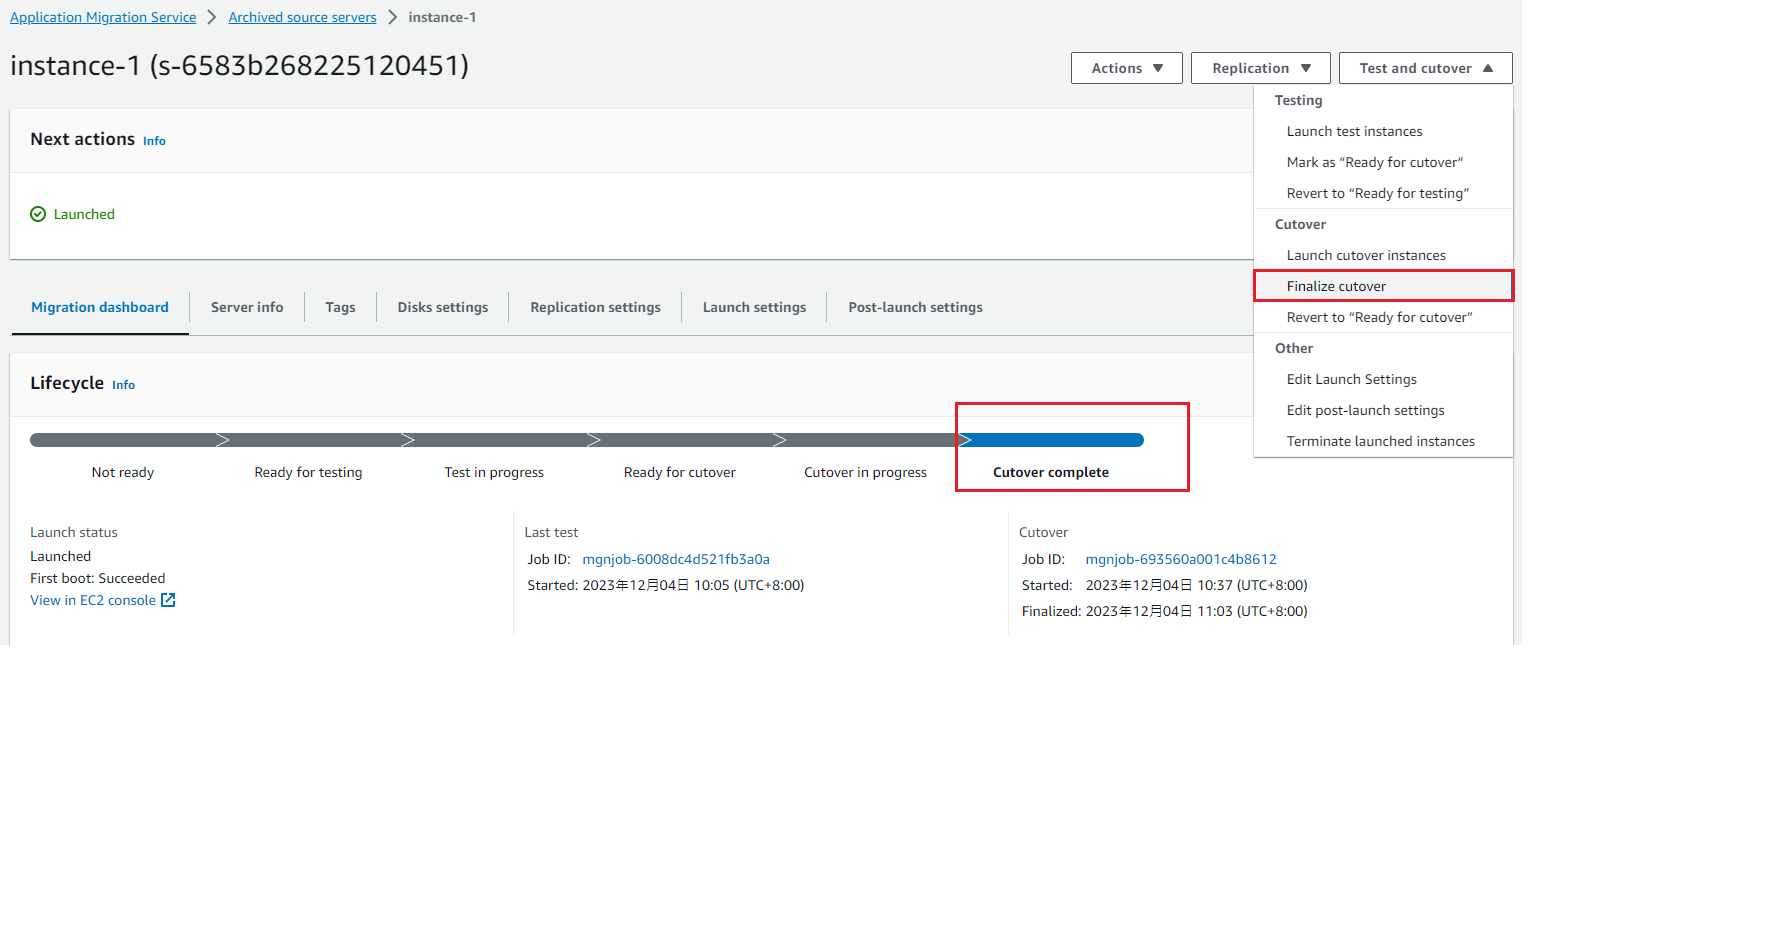 Application Migration Service
Archived source servers
instance-1
instance-1 (s-6583b268225120451)
Actions
Replication
Test and cutover
Testing
Launch test instances
Mark as “Ready for cutover“
Revert to “Ready for testing”
Cutover
Launch cutover instances
Finalize cutover
Revert to “Ready for cutover”
Other
Edit Launch Settings
Edit post-launch settings
Terminate launched instances
Next actions Info
Launched
Migration dashboard
Server info
Tags
Disks settings
Replication settings
Launch settings
Post-launch settings
Lifecycle Info
Not ready
Ready for testing
Test in progress
Ready for cutover
Cutover in progress
Cutover complete
Launch status
Launched
First boot: Succeeded
View in EC2 console
Last test
Job ID: mgnjob-6008dc4d521fb3a0a
Started: 2023年12月04日 10:05 (UTC+8:00)
Cutover
Job ID: mgnjob-693560a001c4b8612
Started: 2023年12月04日 10:37 (UTC+8:00)
Finalized: 2023年12月04日 11:03 (UTC+8:00)